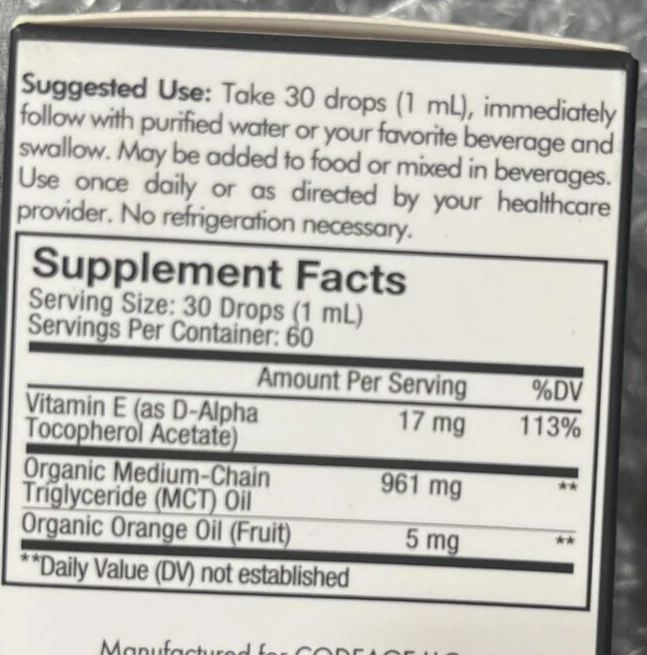 Suggested Use: Take 30 drops (1 mL), immediately
follow with purified water or your favorite beverage and
swallow. May be added to food or mixed in beverages.
Use once daily or as directed by your healthcare
provider. No refrigeration necessary.
Supplement Facts
Serving Size: 30 Drops (1 mL)
Servings Per Container: 60
Amount Per Serving %DV
Vitamin E (as D-Alpha
Tocopherol Acetate) 17 mg 113%
Organic Medium-Chain
Triglyceride (MCT) Oil 961 mg **
Organic Orange Oil (Fruit) 5 mg **
**Daily Value (DV) not established
Manufactured for